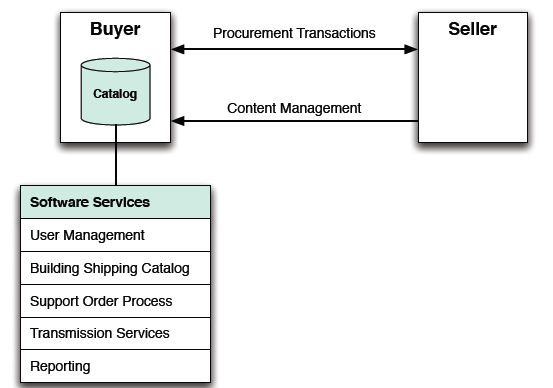 Buyer
Procurement Transactions
Seller
Catalog
Content Management
Software Services
User Management
Building Shipping Catalog
Support Order Process
Transmission Services
Reporting